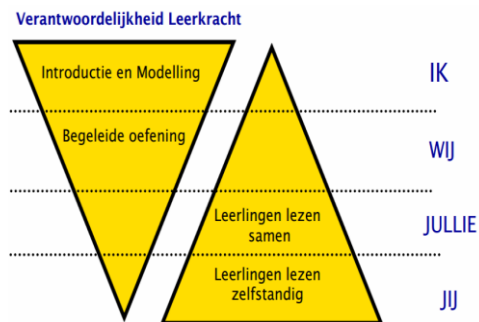 Verantwoordelijkheid Leerkracht
Introductie en Modelling
IK
Begeleide oefening
WIJ
Leerlingen lezen
samen
JULLIE
Leerlingen lezen
zelfstandig
JIJ